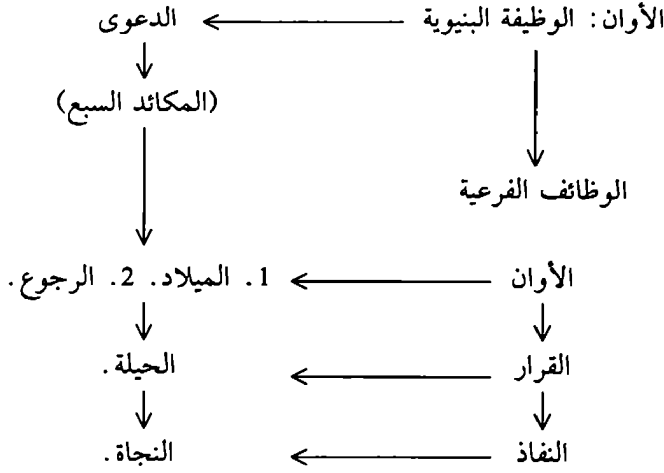 الأوان: الوظيفة البنيوية الدعوى
(المكائد السبع)
الوظائف الفرعية
الأوان 1. الميلاد. 2. الرجوع.
القرار الحيلة.
النفاذ النجاة.